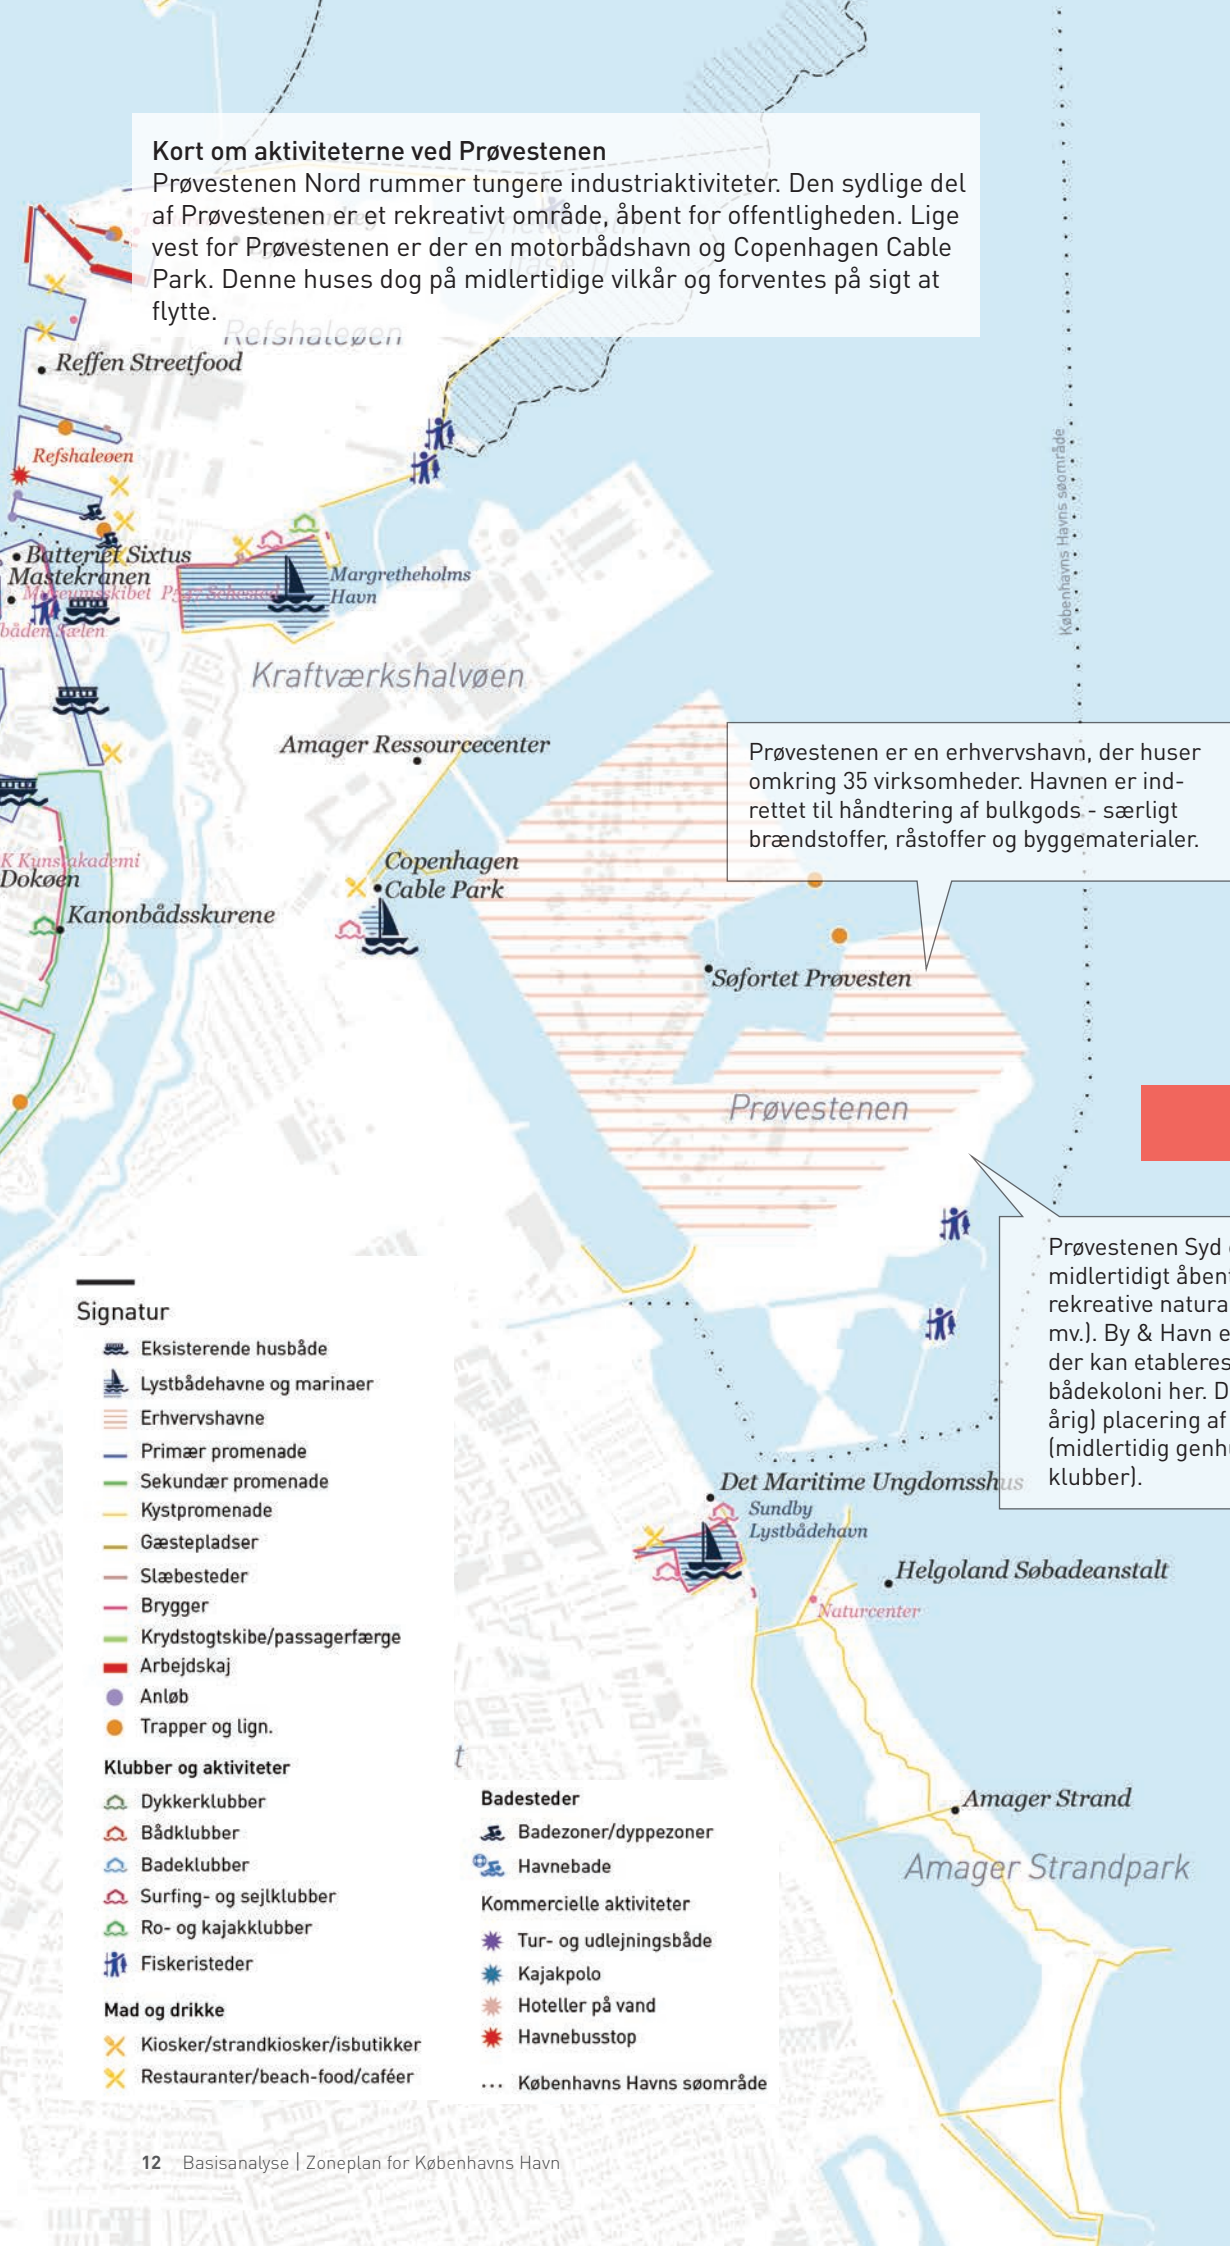 Kort om aktiviteterne ved Prøvestenen
Prøvestenen Nord rummer tungere industriaktiviteter. Den sydlige del
af Prøvestenen er et rekreativt område, åbent for offentligheden. Lige
vest for Prøvestenen er der en motorbådshavn og Copenhagen Cable
Park. Denne huses dog på midlertidige vilkår og forventes på sigt at
flytte.
Refshaleøen
Reffen Streetfood
Refshaleøen
Københavns Havns søområde
Batteriet Sixtus
Mastekranen
Museumsskibet P547 Sehested
båden Sælen
Margretheholms
Havn
Kraftværkshalvøen
Amager Ressourcecenter
Prøvestenen er en erhvervshavn, der huser
omkring 35 virksomheder. Havnen er ind-
rettet til håndtering af bulkgods - særligt
brændstoffer, råstoffer og byggematerialer.
K Kunstakademi
Dokøen
Kanonbådsskurene
Copenhagen
Cable Park
Søfortet Prøvesten
Prøvestenen
Prøvestenen Syd
midlertidigt åbent
rekreative natura
mv.). By & Havn e
der kan etableres
bådekoloni her. D
årig) placering af
(midlertidig genhu
klubber).
Det Maritime Ungdomsshus
Sundby
Lystbådehavn
Helgoland Søbadeanstalt
Naturcenter
Amager Strand
Amager Strandpark
t
Signatur
Eksisterende husbåde
Lystbådehavne og marinaer
Erhvervshavne
Primær promenade
Sekundær promenade
Kystpromenade
Gæstepladser
Slæbesteder
Brygger
Krydstogtskibe/passagerfærge
Arbejdskaj
Anløb
Trapper og lign.
Klubber og aktiviteter
Dykkerklubber
Bådklubber
Badeklubber
Surfing- og sejlklubber
Ro- og kajakklubber
Fiskeristeder
Mad og drikke
Kiosker/strandkiosker/isbutikker
Restauranter/beach-food/caféer
Badesteder
Badezoner/dyppezoner
Havnebade
Kommercielle aktiviteter
Tur- og udlejningsbåde
Kajakpolo
Hoteller på vand
Havnebusstop
Københavns Havns søområde
12 Basisanalyse | Zoneplan for Københavns Havn